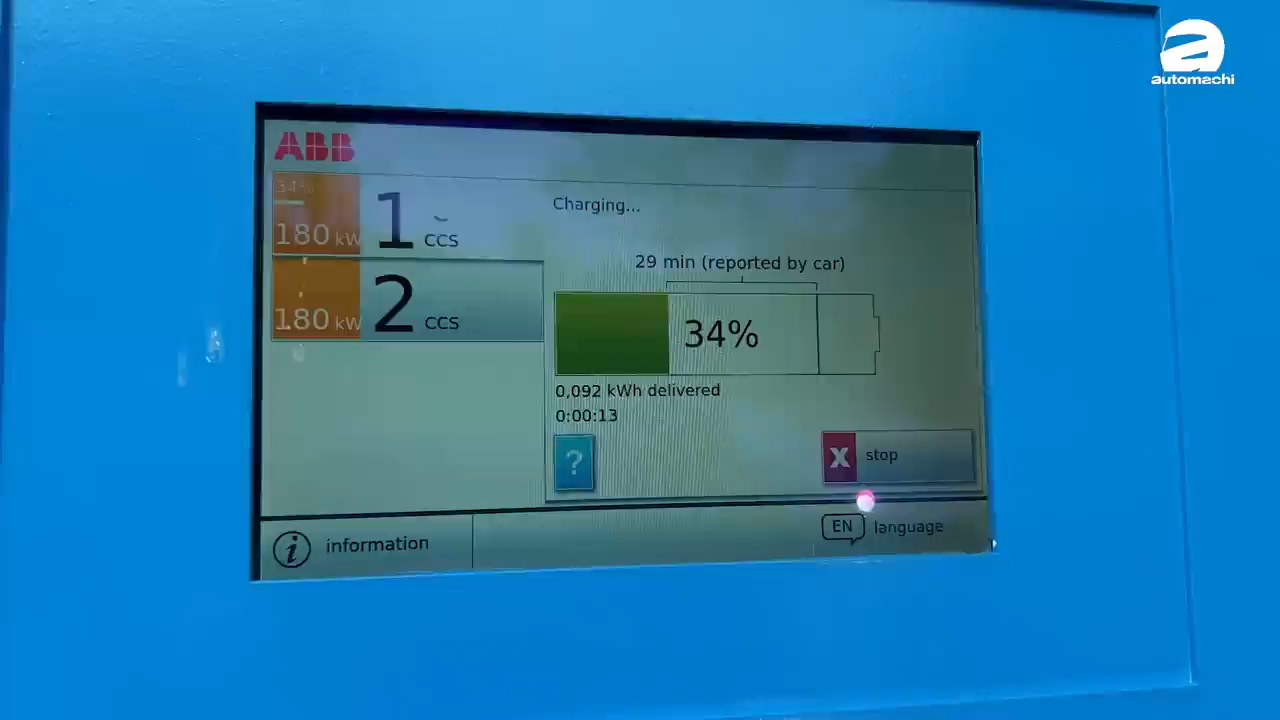 automachi
ABB
34%
180 kW 1 CCS
180 kW 2 CCS
Charging...
29 min (reported by car)
34%
0,092 kWh delivered
0:00:13
?
X stop
i information
EN language